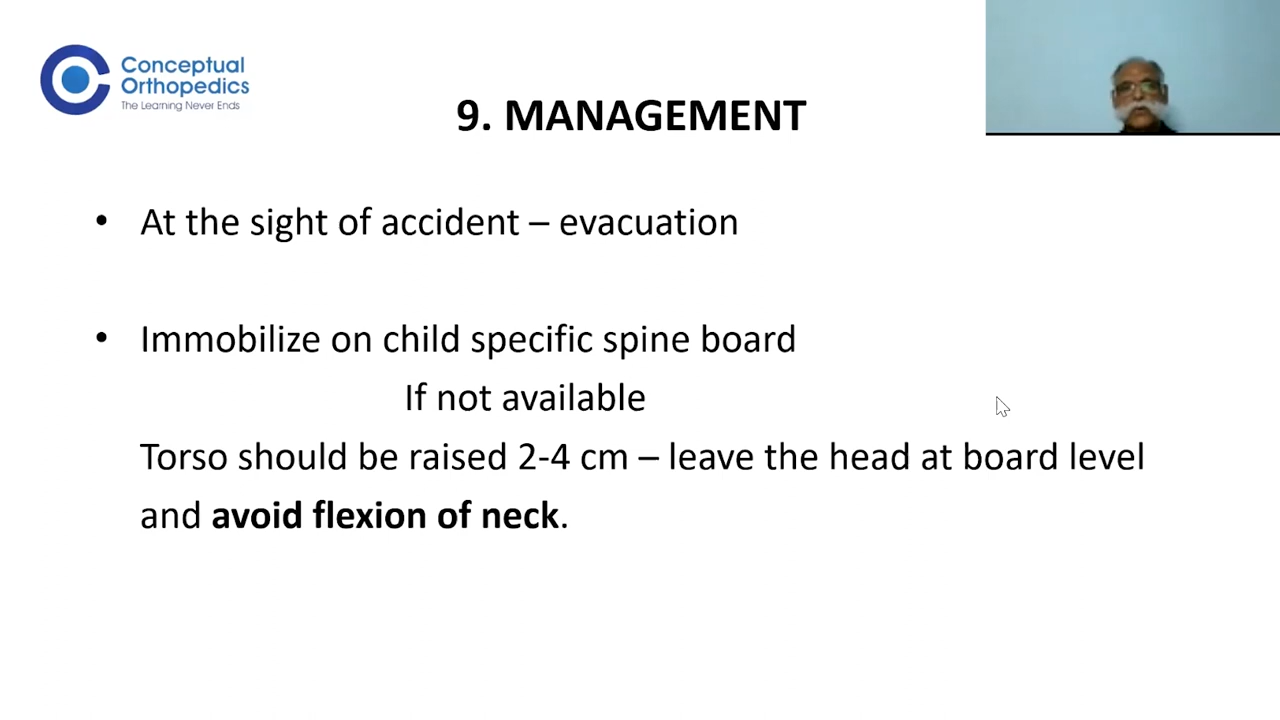 Conceptual
Orthopedics
The Learning Never Ends
9. MANAGEMENT
• At the sight of accident – evacuation
• Immobilize on child specific spine board
If not available
Torso should be raised 2-4 cm – leave the head at board level
and avoid flexion of neck.